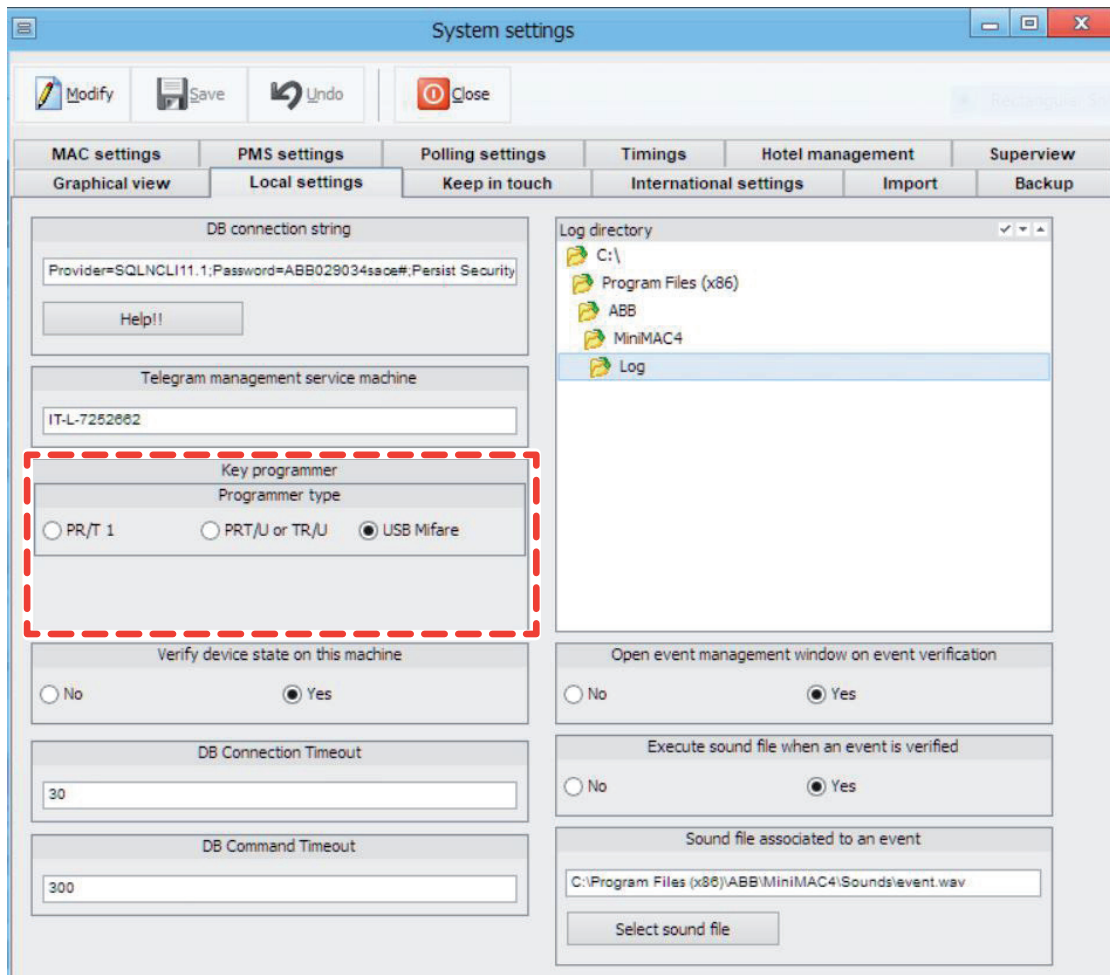 System settings
Modify
Save
Undo
Close
MAC settings
PMS settings
Polling settings
Timings
Hotel management
Superview
Graphical view
Local settings
Keep in touch
International settings
Import
Backup
DB connection string
Provider=SQLNCLI11.1;Password=ABB029034sace#;Persist Security
Help!!
Telegram management service machine
IT-L-7252662
Key programmer
Programmer type
PR/T 1
PRT/U or TR/U
USB Mifare
Verify device state on this machine
No
Yes
DB Connection Timeout
30
DB Command Timeout
300
Log directory
C:\
Program Files (x86)
ABB
MiniMAC4
Log
Open event management window on event verification
No
Yes
Execute sound file when an event is verified
No
Yes
Sound file associated to an event
C:\Program Files (x86)\ABB\MiniMAC4\Sounds\event.wav
Select sound file